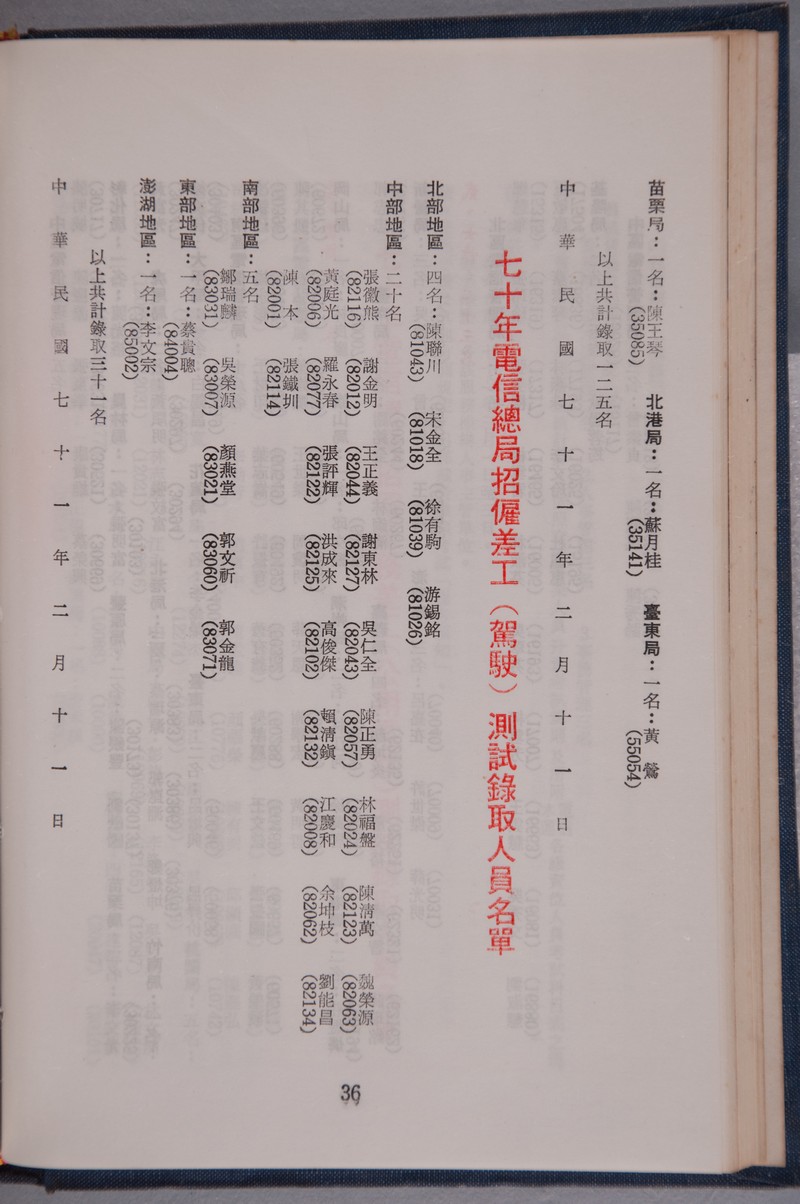 苗栗局：一名：陳玉琴(35085)　北港局：一名：蘇月桂(35141)　臺東局：一名：黃　鶯(55054)
以上共計錄取一二五名
中華民國七十一年二月十一日
七十年電信總局招僱差工（駕駛）測試錄取人員名單
北部地區：四名：陳聯川(81043)　宋金全(81018)　徐有駒(81039)　游錫銘(81026)
中部地區：二十名
張徵熊(82116)　謝金明(82012)　王正義(82044)　謝東林(82127)　吳仁全(82043)　陳正勇(82057)　林福盤(82024)　陳清萬(82123)　魏榮源(82063)
黃庭光(82006)　羅永春(82077)　張評輝(82122)　洪成來(82125)　高俊傑(82102)　賴清鎮(82132)　江慶和(82008)　余坤枝(82062)　劉能昌(82134)
陳　本(82001)　張鐵圳(82114)
南部地區：五名
鄒瑞麟(83031)　吳榮源(83007)　顏燕堂(83021)　郭文祈(83060)　郭金龍(83071)
東部地區：一名：蔡貴聰(84004)
澎湖地區：一名：李文宗(85002)
以上共計錄取三十一名
中華民國七十一年二月十一日
36